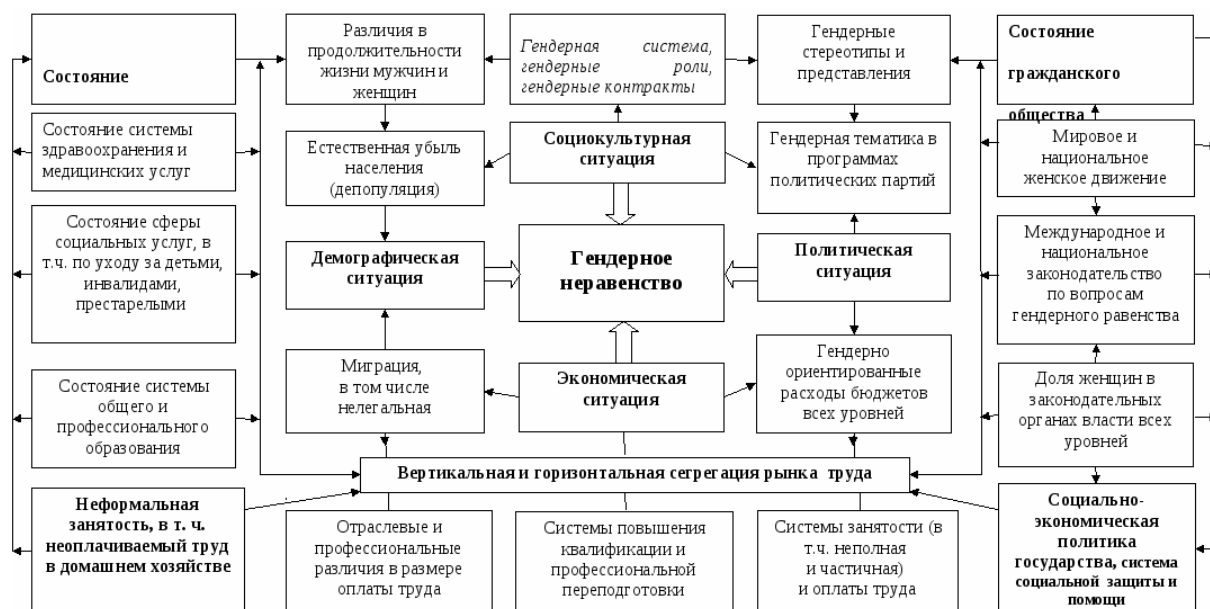 Состояние
Состояние системы
здравоохранения и
медицинских услуг
Состояние сферы
социальных услуг, в
т.ч. по уходу за детьми,
инвалидами,
престарелыми
Состояние системы
общего и
профессионального
образования
Неформальная
занятость, в т. ч.
неоплачиваемый труд
в домашнем хозяйстве
Различия в
продолжительности
жизни мужчин и
женщин
Естественная убыль
населения
(депопуляция)
Демографическая
ситуация
Миграция,
в том числе
нелегальная
Гендерная система,
гендерные роли,
гендерные контракты
Социокультурная
ситуация
Гендерное
неравенство
Экономическая
ситуация
Гендерные
стереотипы и
представления
Гендерная тематика в
программах
политических партий
Политическая
ситуация
Гендерно
ориентированные
расходы бюджетов
всех уровней
Вертикальная и горизонтальная сегрегация рынка труда
Отраслевые и
профессиональные
различия в размере
оплаты труда
Системы повышения
квалификации и
профессиональной
переподготовки
Системы занятости (в
т.ч. неполная
и частичная)
и оплаты труда
Состояние
гражданского
общества
Мировое и
национальное
женское движение
Международное и
национальное
законодательство
по вопросам
гендерного равенства
Доля женщин в
законодательных
органах власти всех
уровней
Социально-
экономическая
политика
государства, система
социальной защиты и
помощи